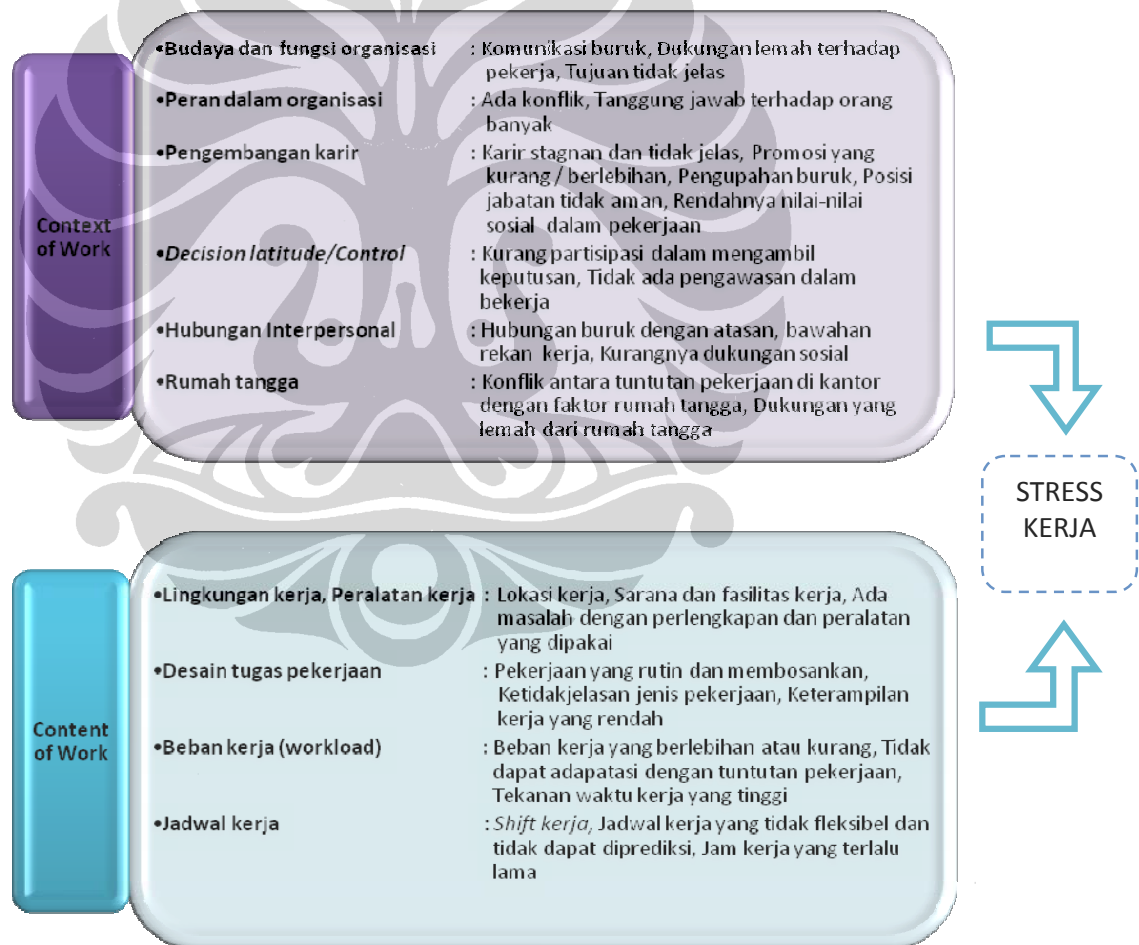 Context
of Work
•Budaya dan fungsi organisasi : Komunikasi buruk, Dukungan lemah terhadap
pekerja, Tujuan tidak jelas
•Peran dalam organisasi : Ada konflik, Tanggung jawab terhadap orang
banyak
•Pengembangan karir : Karir stagnan dan tidak jelas, Promosi yang
kurang / berlebihan, Pengupahan buruk, Posisi
jabatan tidak aman, Rendahnya nilai-nilai
sosial dalam pekerjaan
•Decision latitude/Control : Kurang partisipasi dalam mengambil
keputusan, Tidak ada pengawasan dalam
bekerja
•Hubungan Interpersonal : Hubungan buruk dengan atasan, bawahan
rekan kerja, Kurangnya dukungan sosial
•Rumah tangga : Konflik antara tuntutan pekerjaan di kantor
dengan faktor rumah tangga, Dukungan yang
lemah dari rumah tangga
STRESS
KERJA
Content
of Work
•Lingkungan kerja, Peralatan kerja : Lokasi kerja, Sarana dan fasilitas kerja, Ada
masalah dengan perlengkapan dan peralatan
yang dipakai
•Desain tugas pekerjaan : Pekerjaan yang rutin dan membosankan,
Ketidakjelasan jenis pekerjaan, Keterampilan
kerja yang rendah
•Beban kerja (workload) : Beban kerja yang berlebihan atau kurang, Tidak
dapat adapatasi dengan tuntutan pekerjaan,
Tekanan waktu kerja yang tinggi
•Jadwal kerja : Shift kerja, Jadwal kerja yang tidak fleksibel dan
tidak dapat diprediksi, Jam kerja yang terlalu
lama